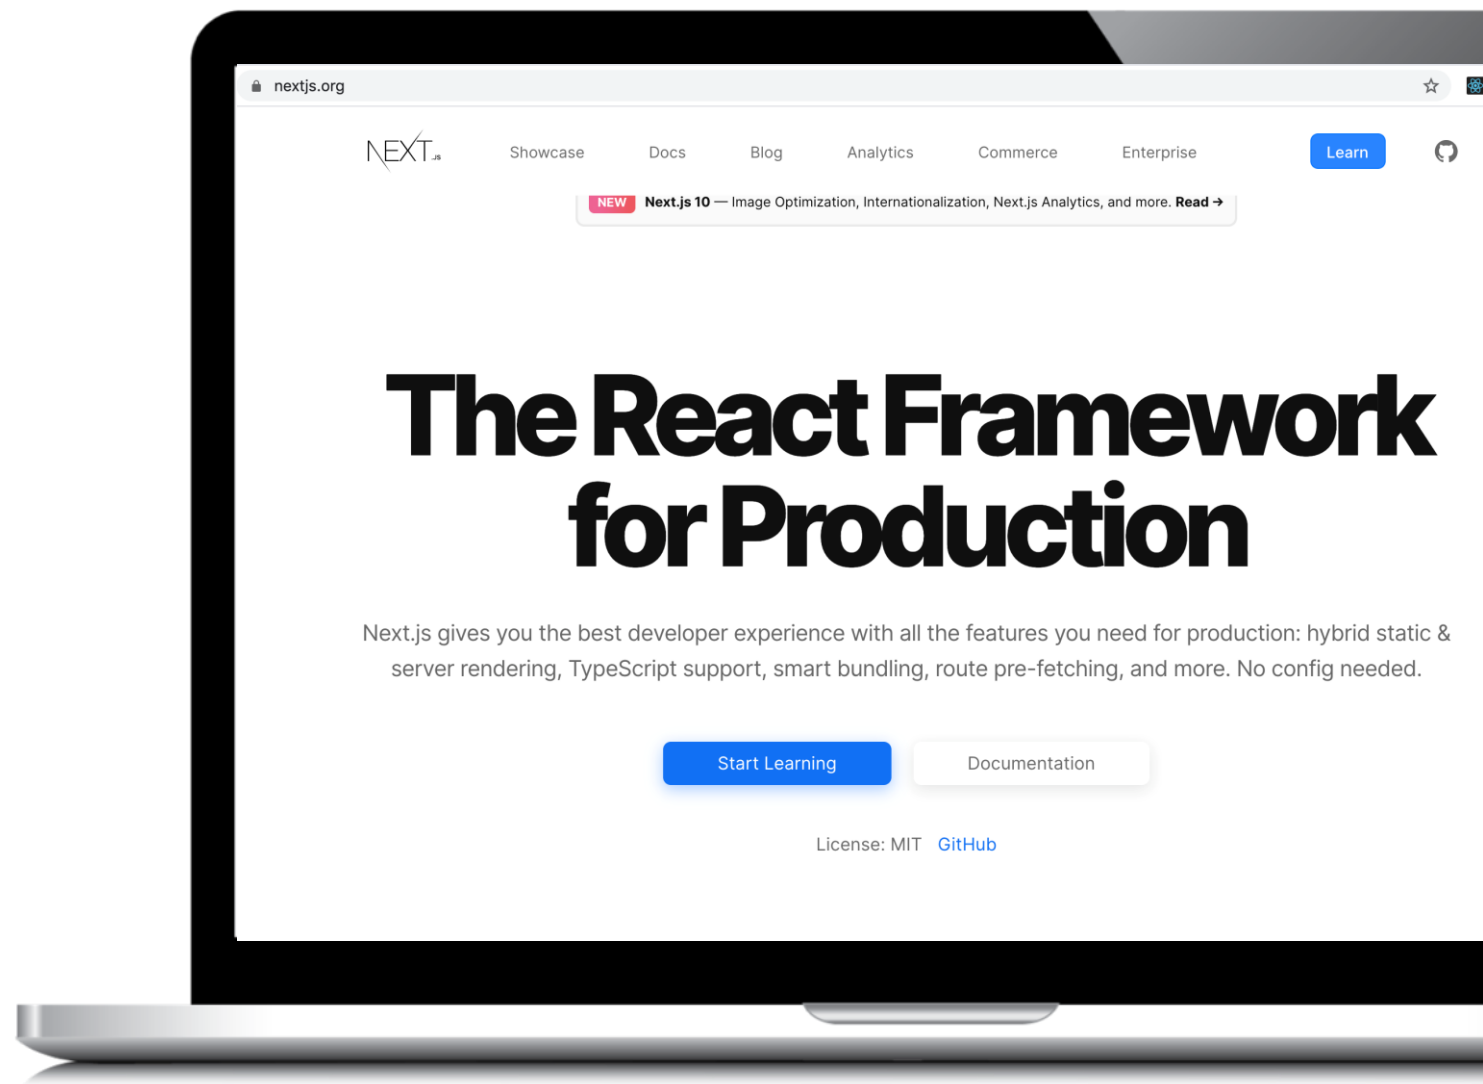 nextjs.org
NEXT.JS Showcase Docs Blog Analytics Commerce Enterprise Learn
NEW Next.js 10 — Image Optimization, Internationalization, Next.js Analytics, and more. Read →
The React Framework
for Production
Next.js gives you the best developer experience with all the features you need for production: hybrid static &
server rendering, TypeScript support, smart bundling, route pre-fetching, and more. No config needed.
Start Learning Documentation
License: MIT GitHub